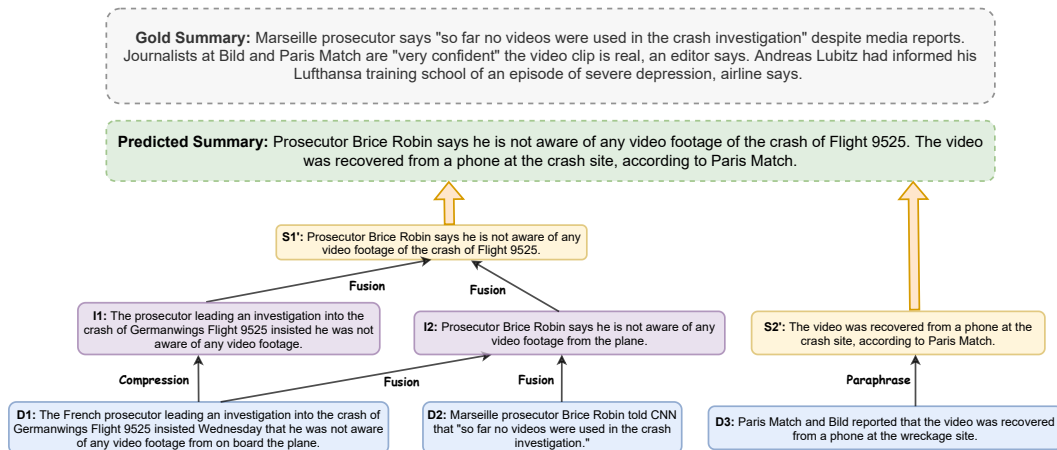 Gold Summary: Marseille prosecutor says "so far no videos were used in the crash investigation" despite media reports.
Journalists at Bild and Paris Match are "very confident" the video clip is real, an editor says. Andreas Lubitz had informed his
Lufthansa training school of an episode of severe depression, airline says.
Predicted Summary: Prosecutor Brice Robin says he is not aware of any video footage of the crash of Flight 9525. The video
was recovered from a phone at the crash site, according to Paris Match.
S1': Prosecutor Brice Robin says he is not aware of any
video footage of the crash of Flight 9525.
Fusion
Fusion
I1: The prosecutor leading an investigation into the
crash of Germanwings Flight 9525 insisted he was not
aware of any video footage.
I2: Prosecutor Brice Robin says he is not aware of any
video footage from the plane.
S2': The video was recovered from a phone at the
crash site, according to Paris Match.
Compression
Fusion
Fusion
Paraphrase
D1: The French prosecutor leading an investigation into the crash of
Germanwings Flight 9525 insisted Wednesday that he was not aware
of any video footage from on board the plane.
D2: Marseille prosecutor Brice Robin told CNN
that "so far no videos were used in the crash
investigation."
D3: Paris Match and Bild reported that the video was recovered
from a phone at the wreckage site.